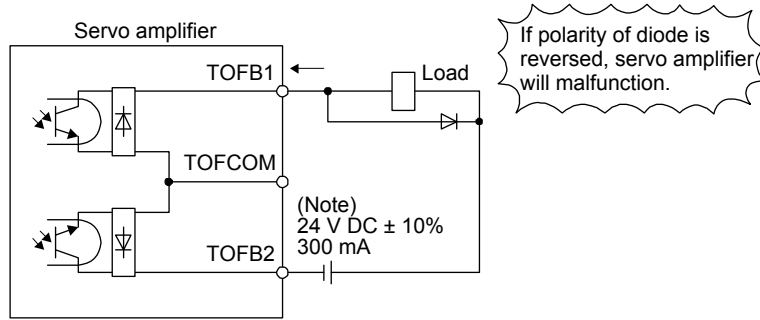 Servo amplifier
TOFB1
Load
If polarity of diode is
reversed, servo amplifier
will malfunction.
TOFCOM
(Note)
24 V DC ± 10%
300 mA
TOFB2